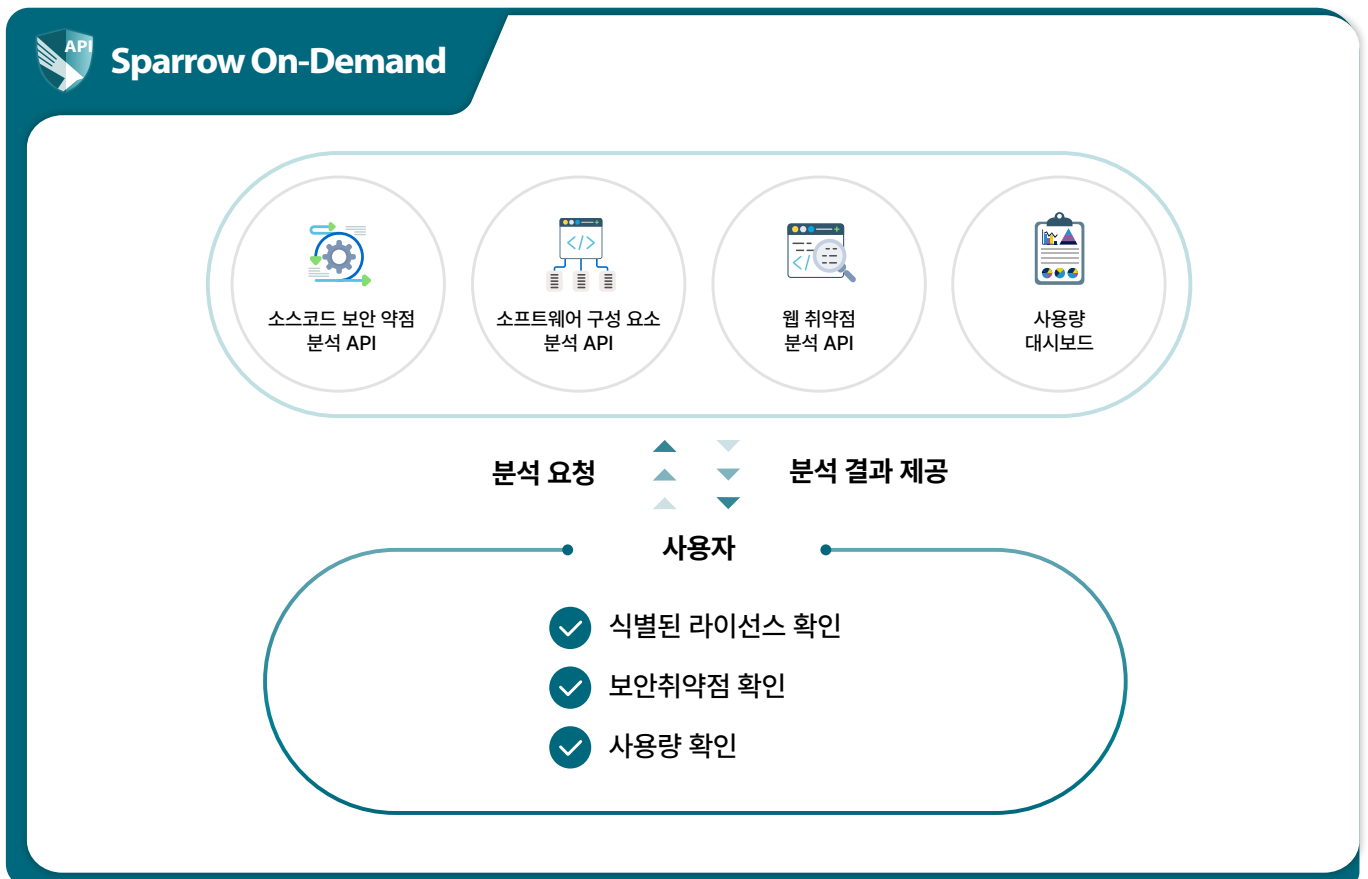 API
Sparrow On-Demand
소스코드 보안 약점
분석 API
소프트웨어 구성 요소
분석 API
웹 취약점
분석 API
사용량
대시보드
분석 요청
분석 결과 제공
사용자
식별된 라이선스 확인
보안취약점 확인
사용량 확인